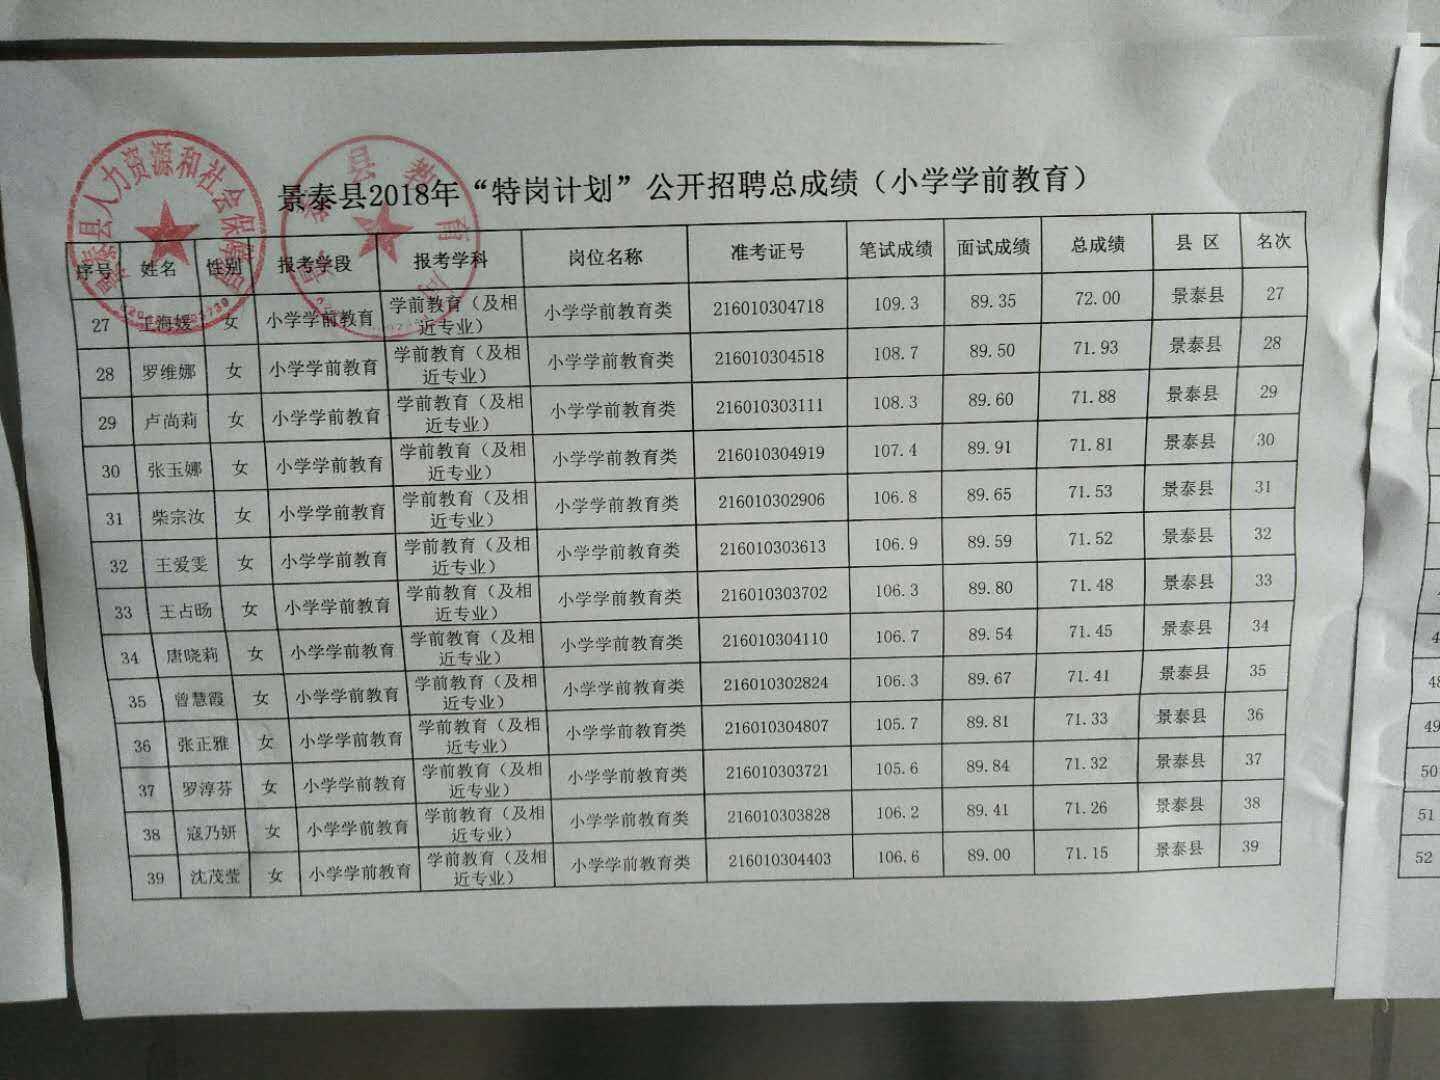 景泰县2018年“特岗计划”公开招聘总成绩（小学学前教育）
景泰县人力资源和社会保障局
县教育局
序号 姓名 性别 报考学段 报考学科 岗位名称 准考证号 笔试成绩 面试成绩 总成绩 县 区 名次
27 王海媛 女 小学学前教育 学前教育（及相近专业） 小学学前教育类 216010304718 109.3 89.35 72.00 景泰县 27
28 罗维娜 女 小学学前教育 学前教育（及相近专业） 小学学前教育类 216010304518 108.7 89.50 71.93 景泰县 28
29 卢尚莉 女 小学学前教育 学前教育（及相近专业） 小学学前教育类 216010303111 108.3 89.60 71.88 景泰县 29
30 张玉娜 女 小学学前教育 学前教育（及相近专业） 小学学前教育类 216010304919 107.4 89.91 71.81 景泰县 30
31 柴宗汝 女 小学学前教育 学前教育（及相近专业） 小学学前教育类 216010302906 106.8 89.65 71.53 景泰县 31
32 王爱雯 女 小学学前教育 学前教育（及相近专业） 小学学前教育类 216010303613 106.9 89.59 71.52 景泰县 32
33 王占旸 女 小学学前教育 学前教育（及相近专业） 小学学前教育类 216010303702 106.3 89.80 71.48 景泰县 33
34 唐晓莉 女 小学学前教育 学前教育（及相近专业） 小学学前教育类 216010304110 106.7 89.54 71.45 景泰县 34
35 曾慧霞 女 小学学前教育 学前教育（及相近专业） 小学学前教育类 216010302824 106.3 89.67 71.41 景泰县 35
36 张正雅 女 小学学前教育 学前教育（及相近专业） 小学学前教育类 216010304807 105.7 89.81 71.33 景泰县 36
37 罗淳芬 女 小学学前教育 学前教育（及相近专业） 小学学前教育类 216010303721 105.6 89.84 71.32 景泰县 37
38 寇乃妍 女 小学学前教育 学前教育（及相近专业） 小学学前教育类 216010303828 106.2 89.41 71.26 景泰县 38
39 沈茂莹 女 小学学前教育 学前教育（及相近专业） 小学学前教育类 216010304403 106.6 89.00 71.15 景泰县 39
48
49
50
51
52